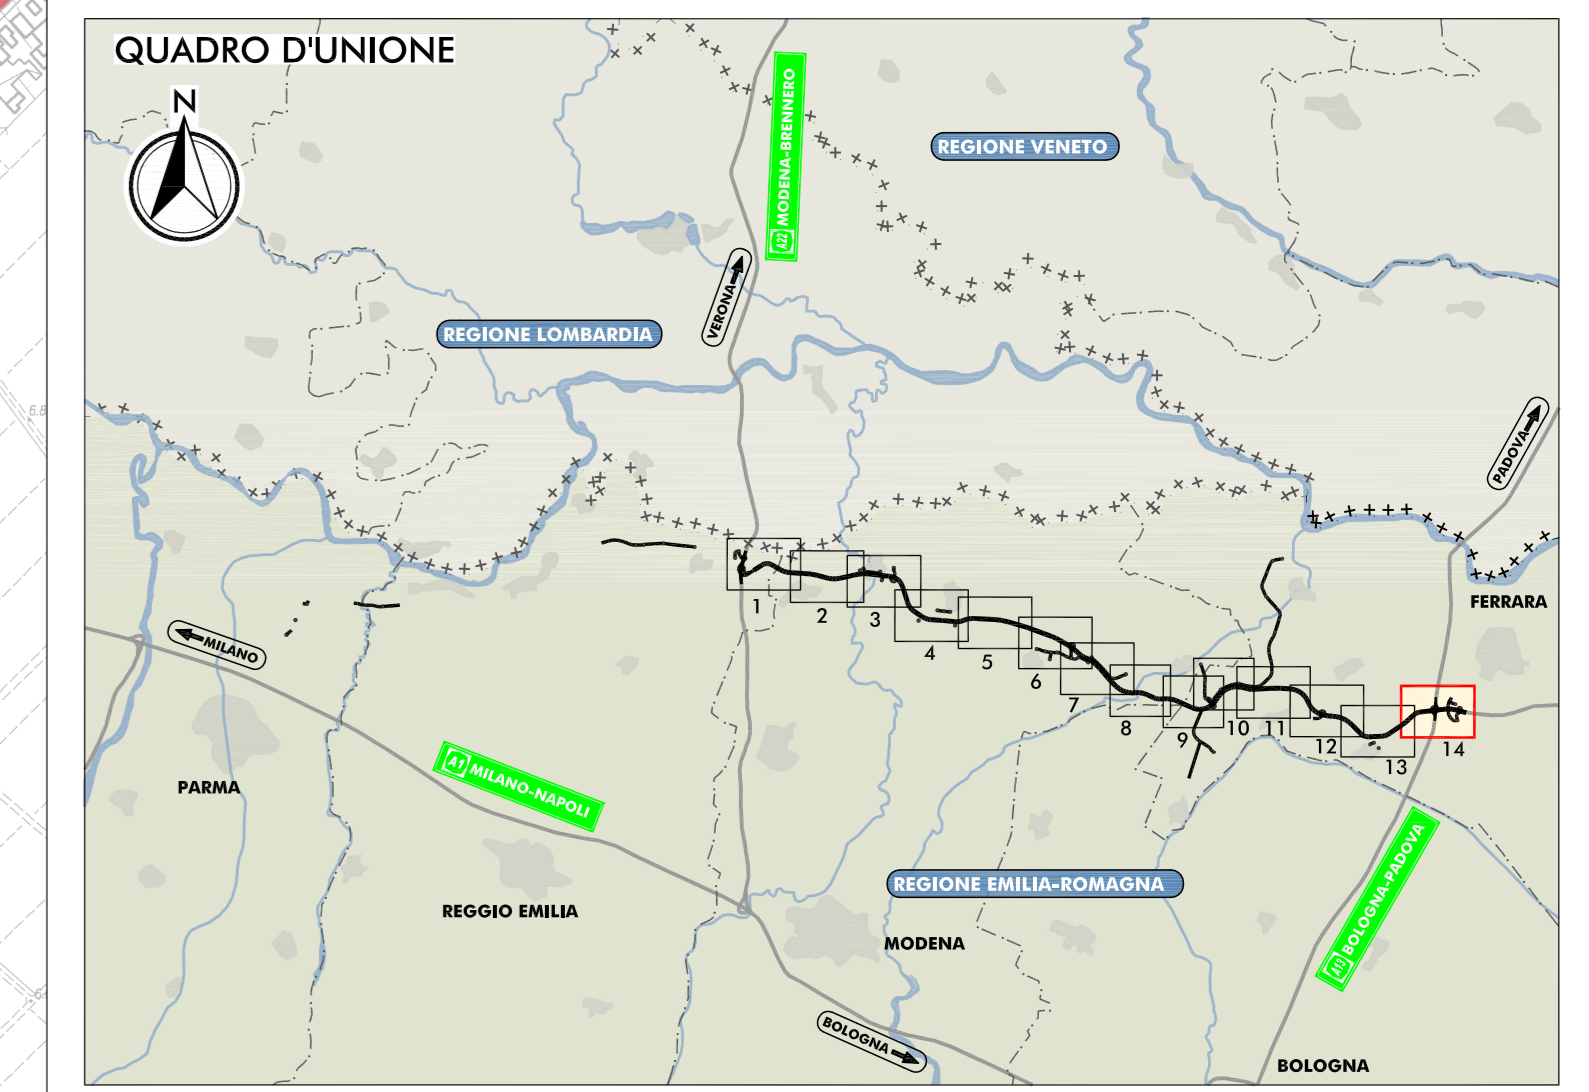 QUADRO D'UNIONE
N
A22 MODENA-BRENNERO
REGIONE VENETO
VERONA
REGIONE LOMBARDIA
PADOVA
6.8
FERRARA
MILANO
1
2
3
4
5
6
7
8
9
10
11
12
13
14
PARMA
A1 MILANO-NAPOLI
A13 BOLOGNA-PADOVA
REGIONE EMILIA-ROMAGNA
REGGIO EMILIA
MODENA
BOLOGNA
BOLOGNA